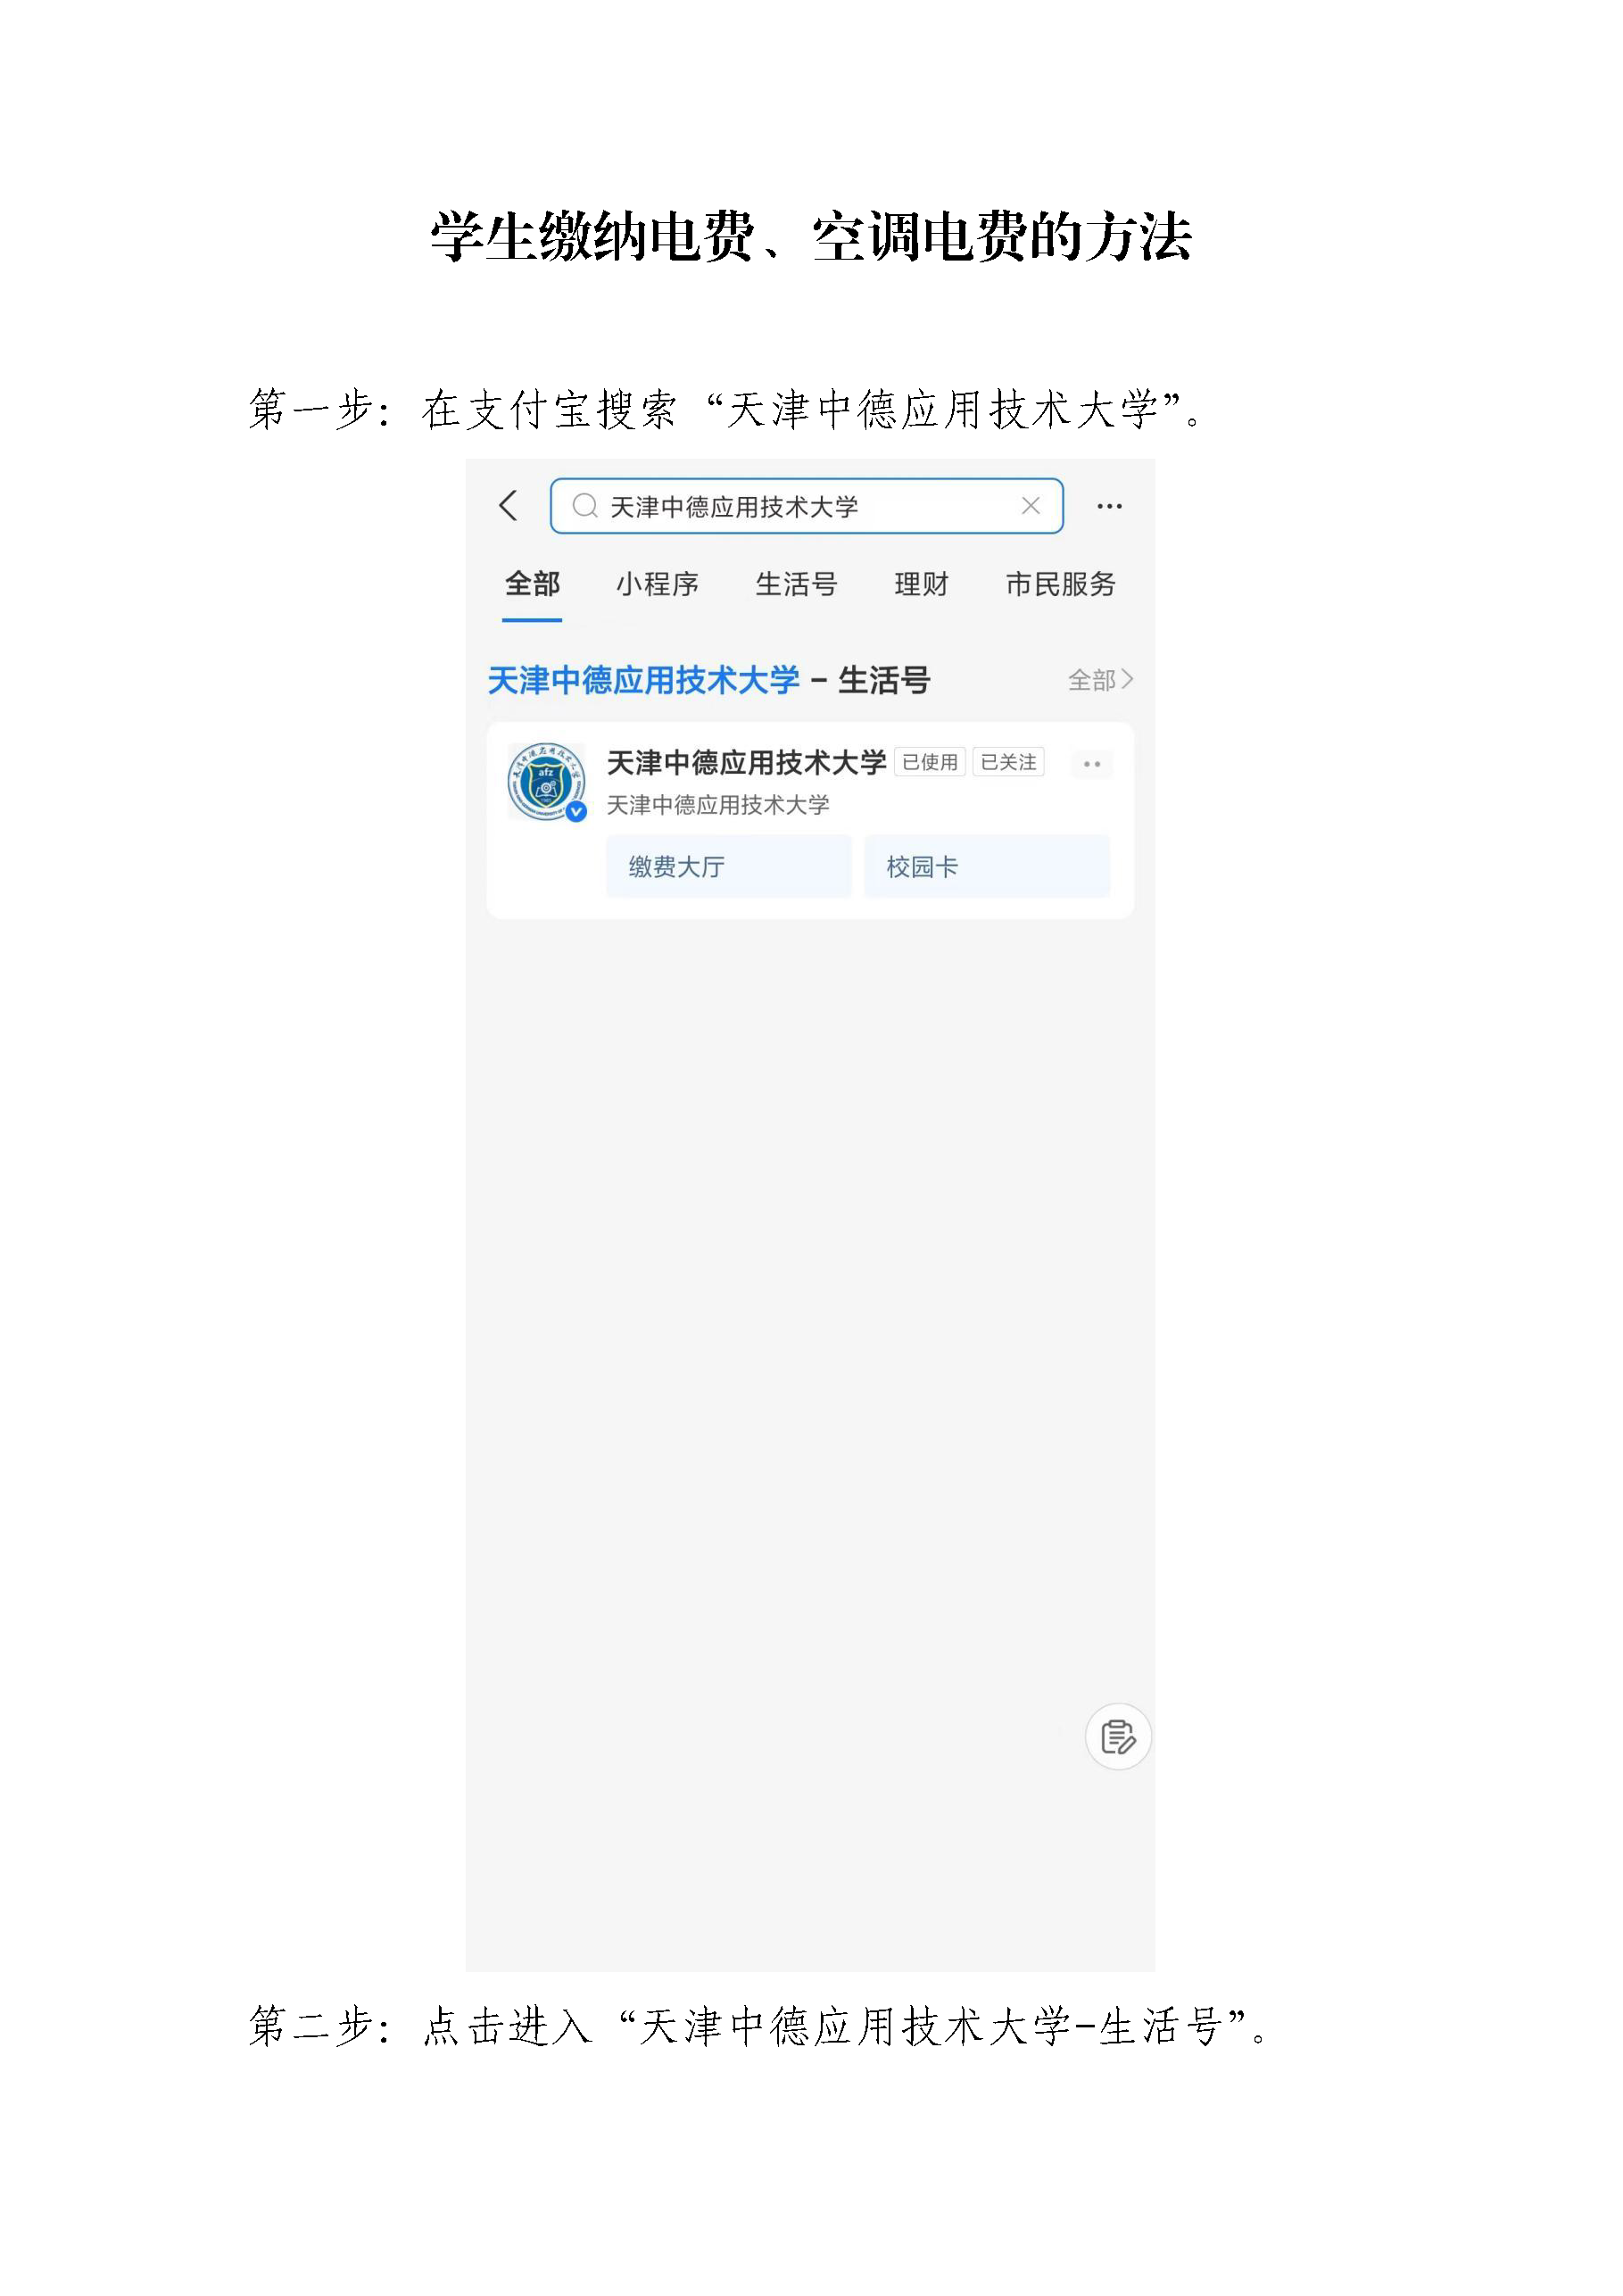 学生缴纳电费、空调电费的方法
第一步：在支付宝搜索“天津中德应用技术大学”。
天津中德应用技术大学
全部 小程序 生活号 理财 市民服务
天津中德应用技术大学 - 生活号 全部
天津中德应用技术大学 已使用 已关注
天津中德应用技术大学
缴费大厅 校园卡
afz
第二步：点击进入“天津中德应用技术大学-生活号”。